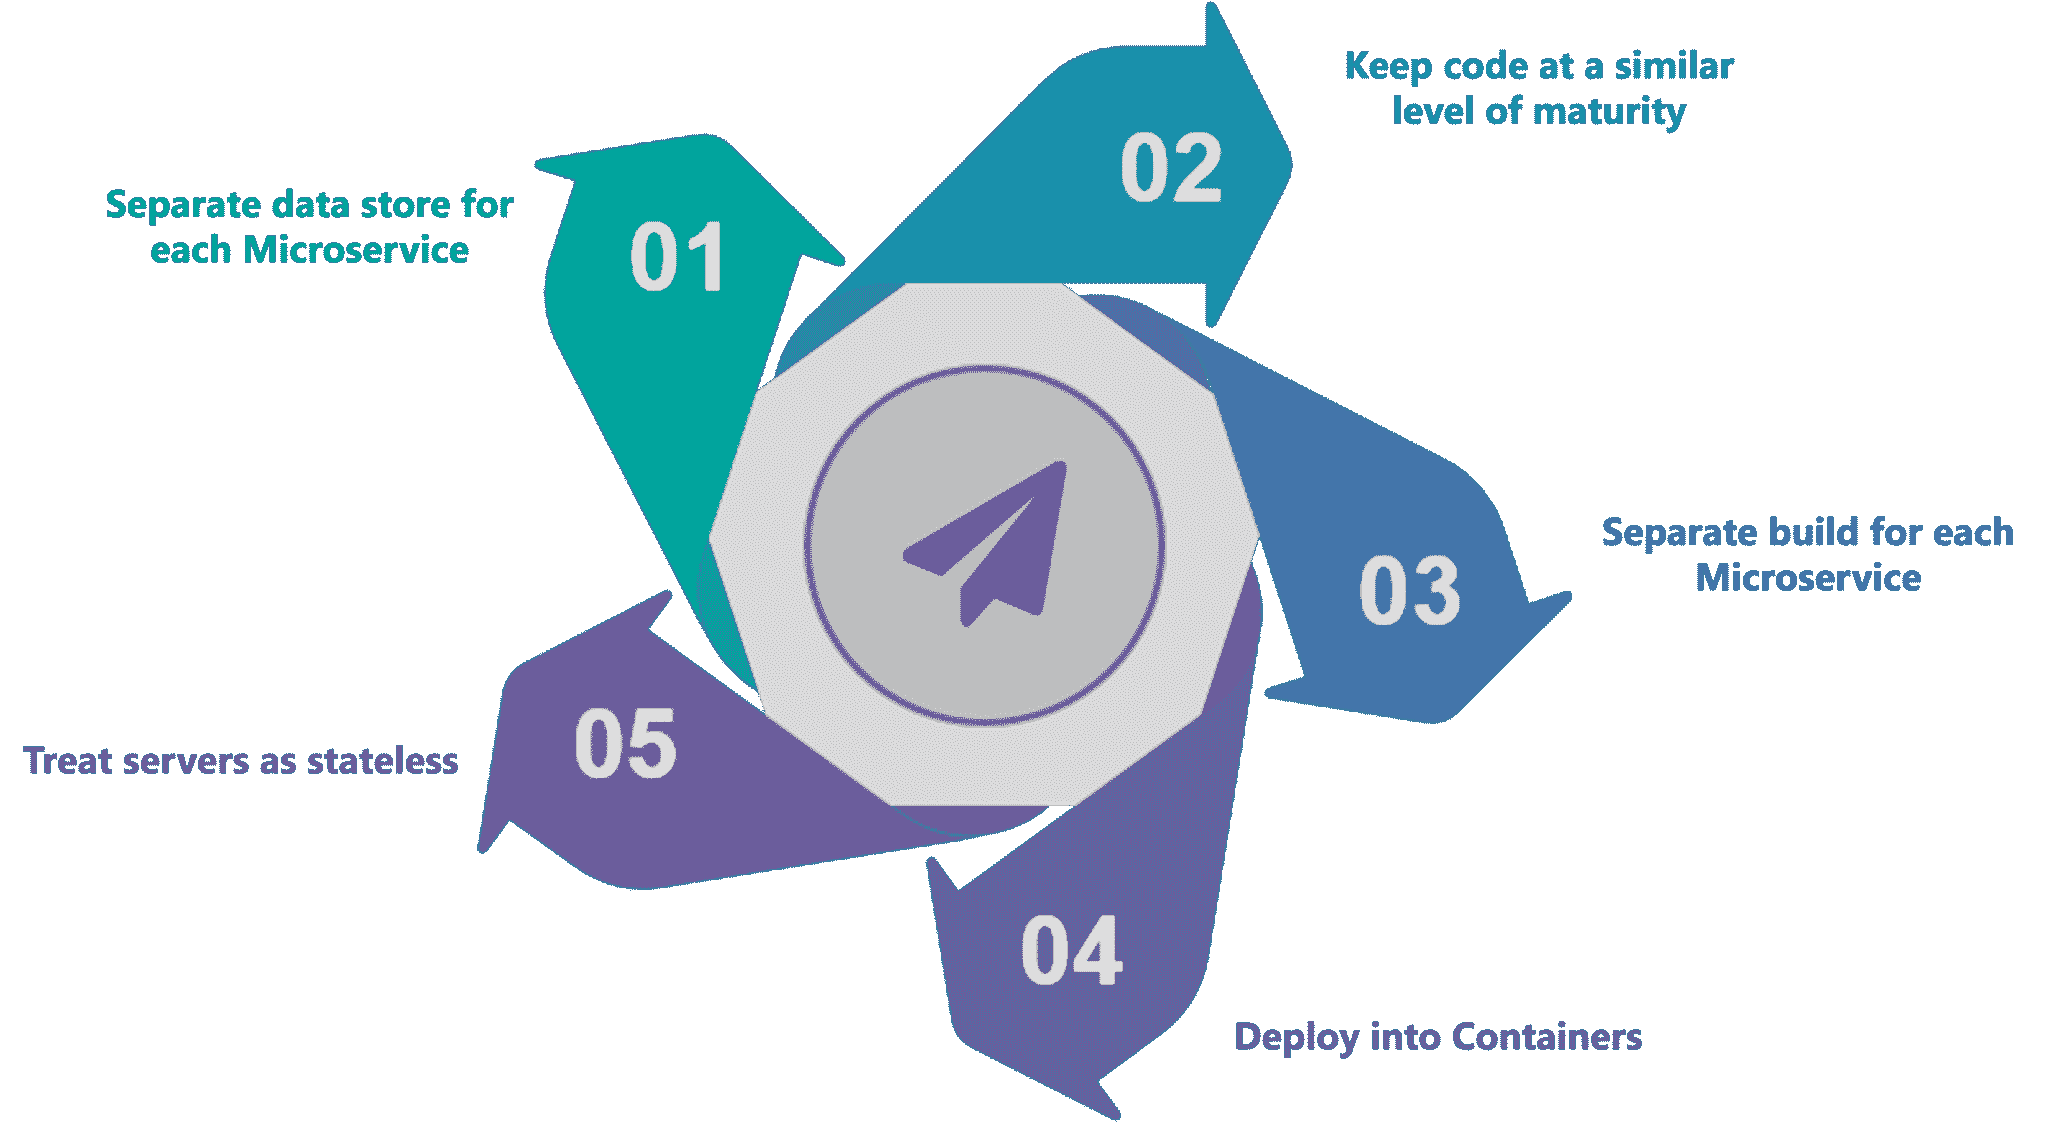 01
Separate data store for
each Microservice
02
Keep code at a similar
level of maturity
03
Separate build for each
Microservice
04
Deploy into Containers
05
Treat servers as stateless